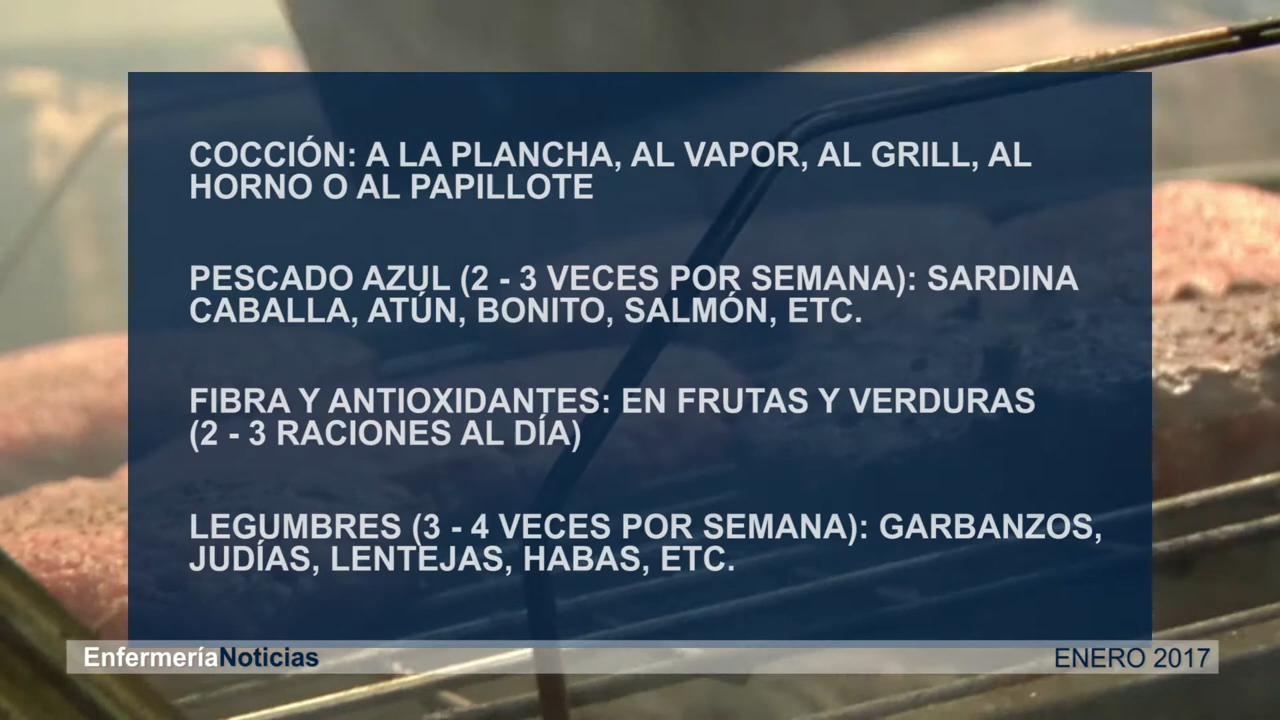 COCCIÓN: A LA PLANCHA, AL VAPOR, AL GRILL, AL
HORNO O AL PAPILLOTE
PESCADO AZUL (2 - 3 VECES POR SEMANA): SARDINA
CABALLA, ATÚN, BONITO, SALMÓN, ETC.
FIBRA Y ANTIOXIDANTES: EN FRUTAS Y VERDURAS
(2 - 3 RACIONES AL DÍA)
LEGUMBRES (3 - 4 VECES POR SEMANA): GARBANZOS,
JUDÍAS, LENTEJAS, HABAS, ETC.
EnfermeríaNoticias
ENERO 2017